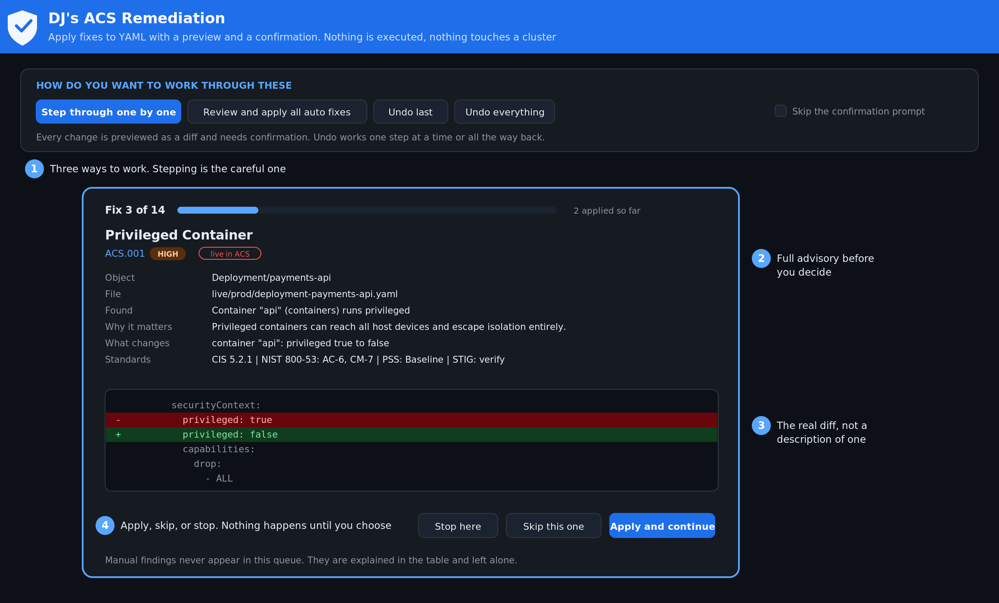 DJ's ACS Remediation
Apply fixes to YAML with a preview and a confirmation. Nothing is executed, nothing touches a cluster
HOW DO YOU WANT TO WORK THROUGH THESE
Step through one by one
Review and apply all auto fixes
Undo last
Undo everything
Skip the confirmation prompt
Every change is previewed as a diff and needs confirmation. Undo works one step at a time or all the way back.
1 Three ways to work. Stepping is the careful one
Fix 3 of 14
2 applied so far
Privileged Container
ACS.001 HIGH live in ACS
2 Full advisory before
you decide
Object Deployment/payments-api
File live/prod/deployment-payments-api.yaml
Found Container "api" (containers) runs privileged
Why it matters Privileged containers can reach all host devices and escape isolation entirely.
What changes container "api": privileged true to false
Standards CIS 5.2.1 | NIST 800-53: AC-6, CM-7 | PSS: Baseline | STIG: verify
securityContext:
- privileged: true
+ privileged: false
capabilities:
drop:
- ALL
3 The real diff, not a
description of one
4 Apply, skip, or stop. Nothing happens until you choose
Stop here
Skip this one
Apply and continue
Manual findings never appear in this queue. They are explained in the table and left alone.